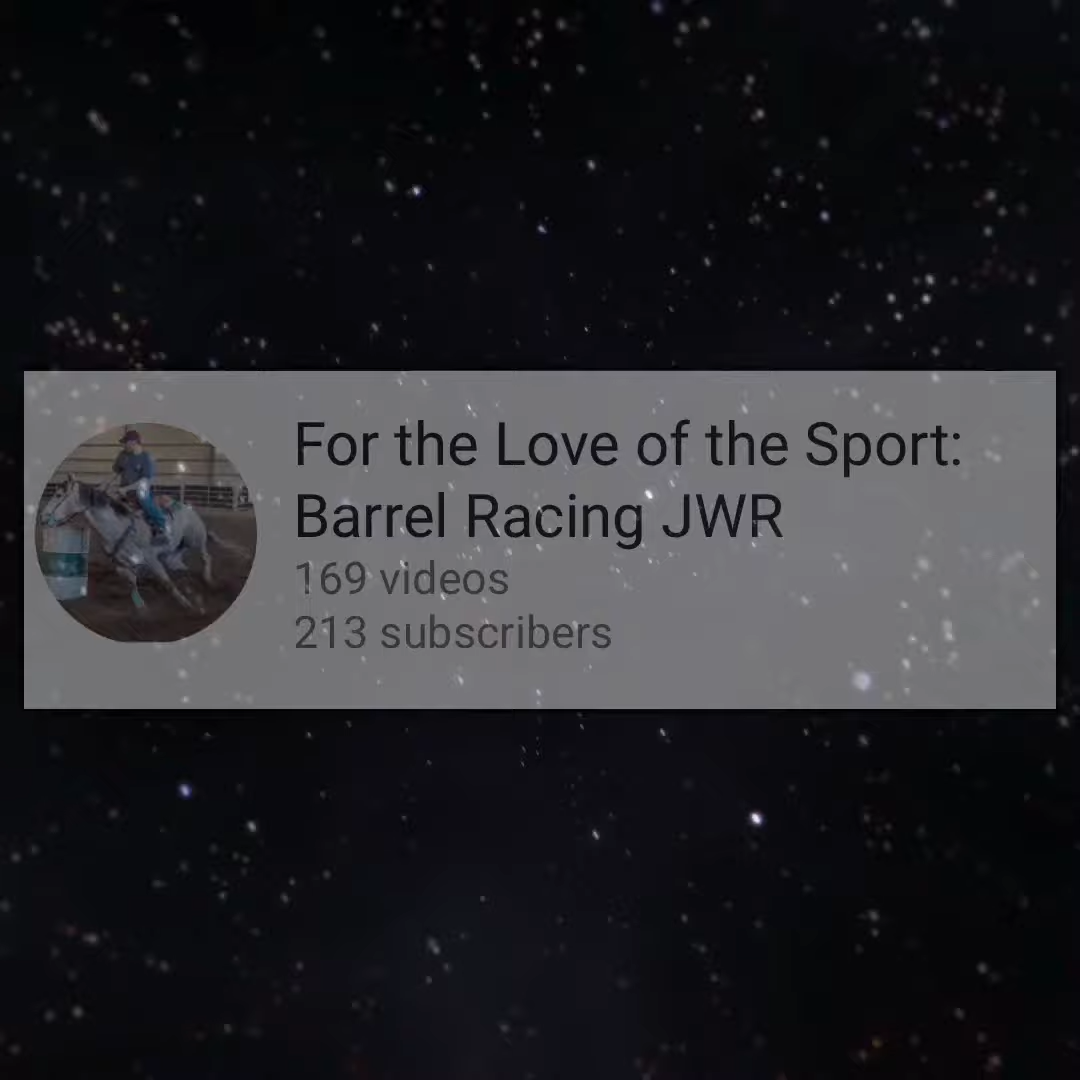 For the Love of the Sport:
Barrel Racing JWR
169 videos
213 subscribers